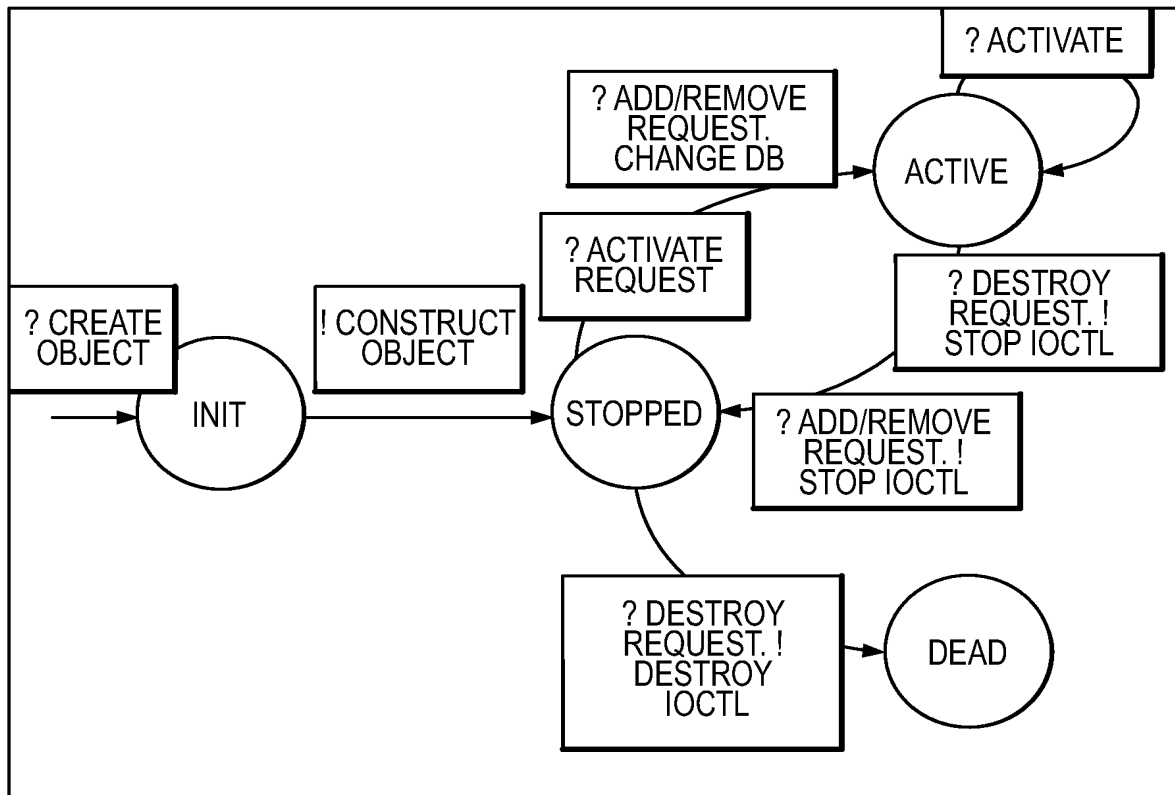 ? ACTIVATE
? ADD/REMOVE
REQUEST.
CHANGE DB
ACTIVE
? ACTIVATE
REQUEST
? DESTROY
REQUEST. !
STOP IOCTL
? CREATE
OBJECT
! CONSTRUCT
OBJECT
INIT
STOPPED
? ADD/REMOVE
REQUEST. !
STOP IOCTL
? DESTROY
REQUEST. !
DESTROY
IOCTL
DEAD